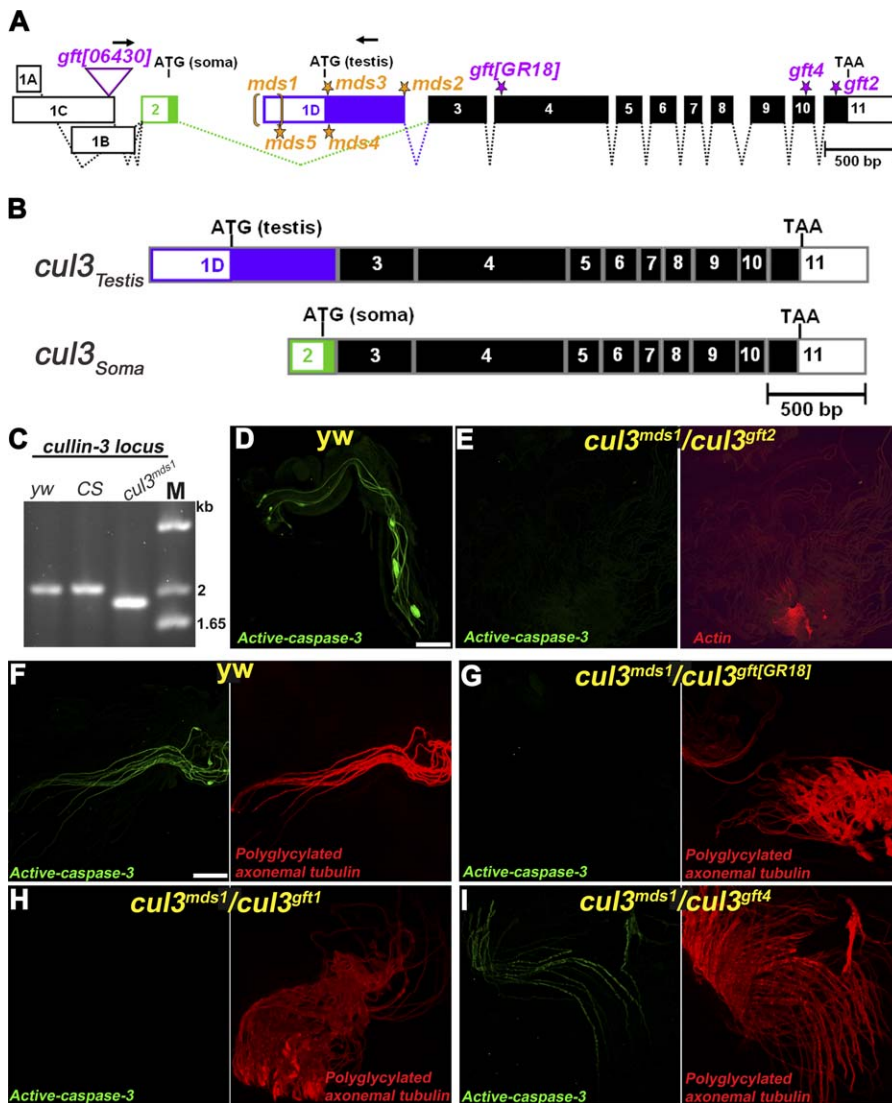 A
gft[06430]
ATG (soma)
ATG (testis)
gft[GR18]
TAA
1A
mds1
mds3
mds2
gft4
gft2
1C
2
1D
3
4
5
6
7
8
9
10
11
1B
mds5
mds4
500 bp
B
ATG (testis)
TAA
cul3Testis
1D
3
4
5
6
7
8
9
10
11
ATG (soma)
TAA
cul3Soma
2
3
4
5
6
7
8
9
10
11
500 bp
C
cullin-3 locus
yw CS cul3mds1 M
kb
2
1.65
D
yw
Active-caspase-3
E
cul3mds1/cul3gft2
Active-caspase-3
Actin
F
yw
Active-caspase-3
Polyglycylated
axonemal tubulin
G
cul3mds1/cul3gft[GR18]
Active-caspase-3
Polyglycylated
axonemal tubulin
H
cul3mds1/cul3gft1
Active-caspase-3
Polyglycylated
axonemal tubulin
I
cul3mds1/cul3gft4
Active-caspase-3
Polyglycylated
axonemal tubulin